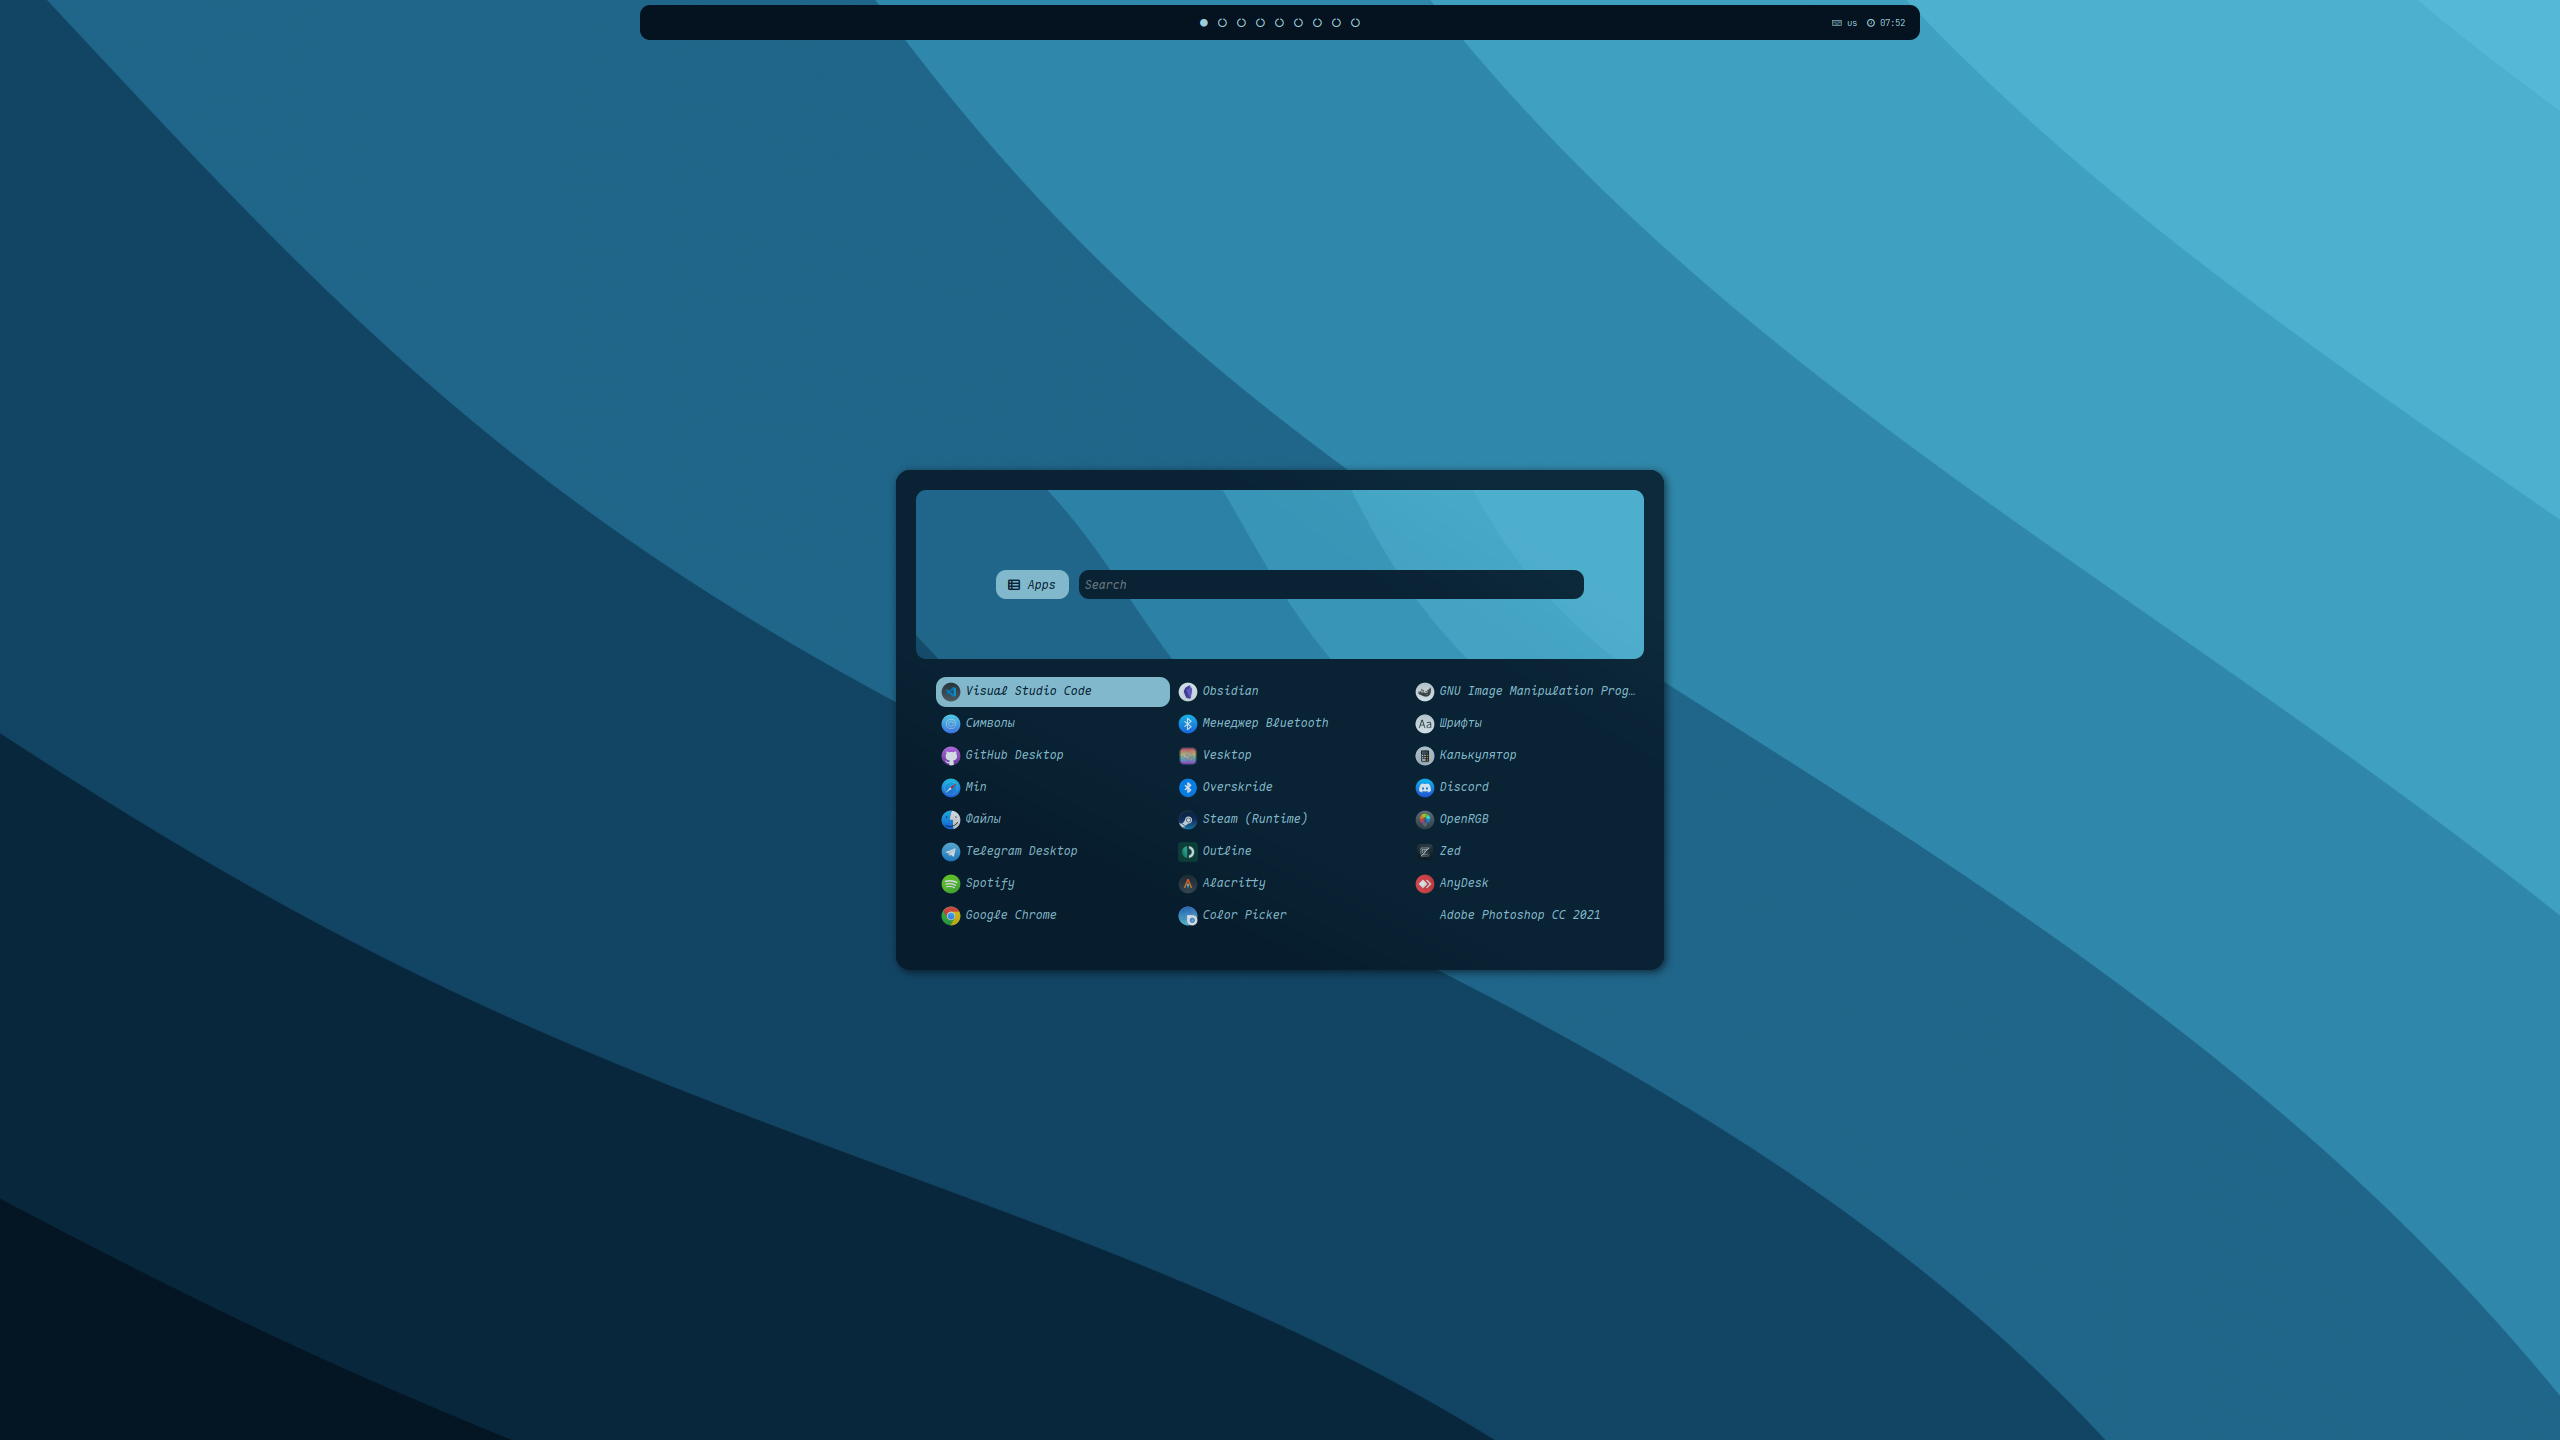 us 07:52
Apps Search
Visual Studio Code
Символы
GitHub Desktop
Min
Файлы
Telegram Desktop
Spotify
Google Chrome
Obsidian
Менеджер Bluetooth
Vesktop
Overskride
Steam (Runtime)
Outline
Alacritty
Color Picker
GNU Image Manipulation Prog…
Шрифты
Калькулятор
Discord
OpenRGB
Zed
AnyDesk
Adobe Photoshop CC 2021